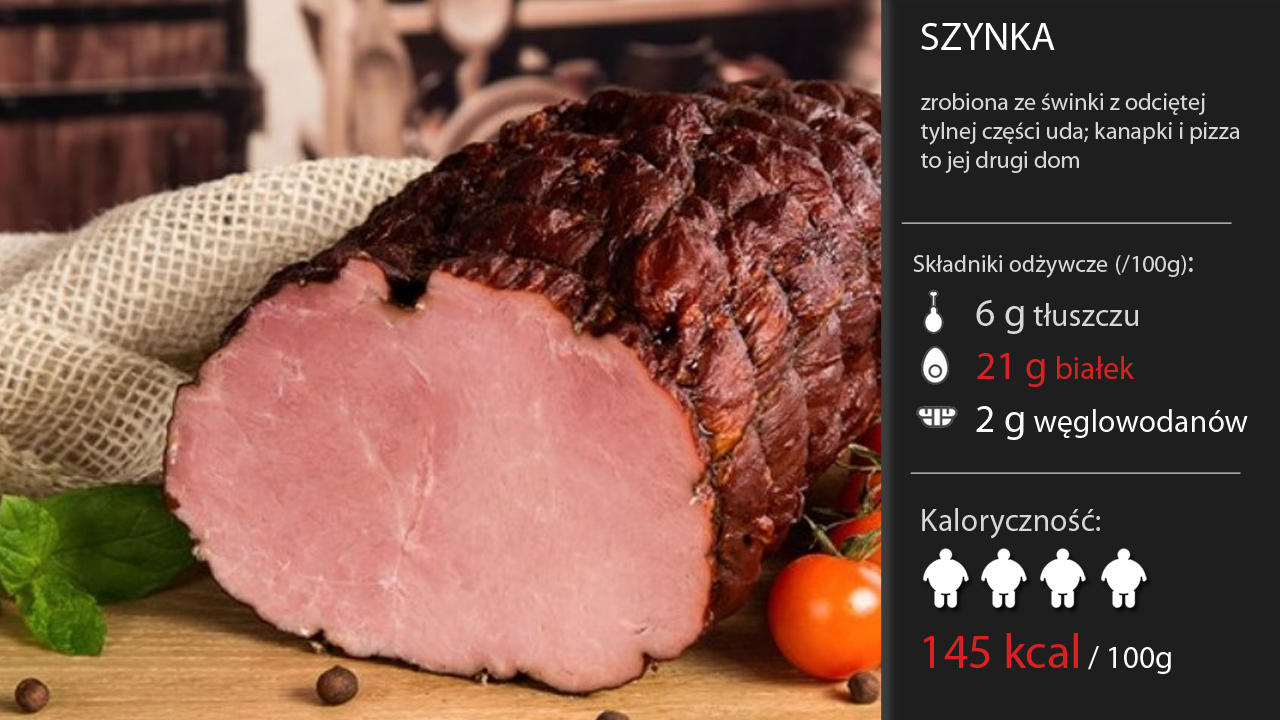 SZYNKA
zrobiona ze świnki z odciętej
tylnej części uda; kanapki i pizza
to jej drugi dom
Składniki odżywcze (/100g):
6 g tłuszczu
21 g białek
2 g węglowodanów
Kaloryczność:
145 kcal / 100g